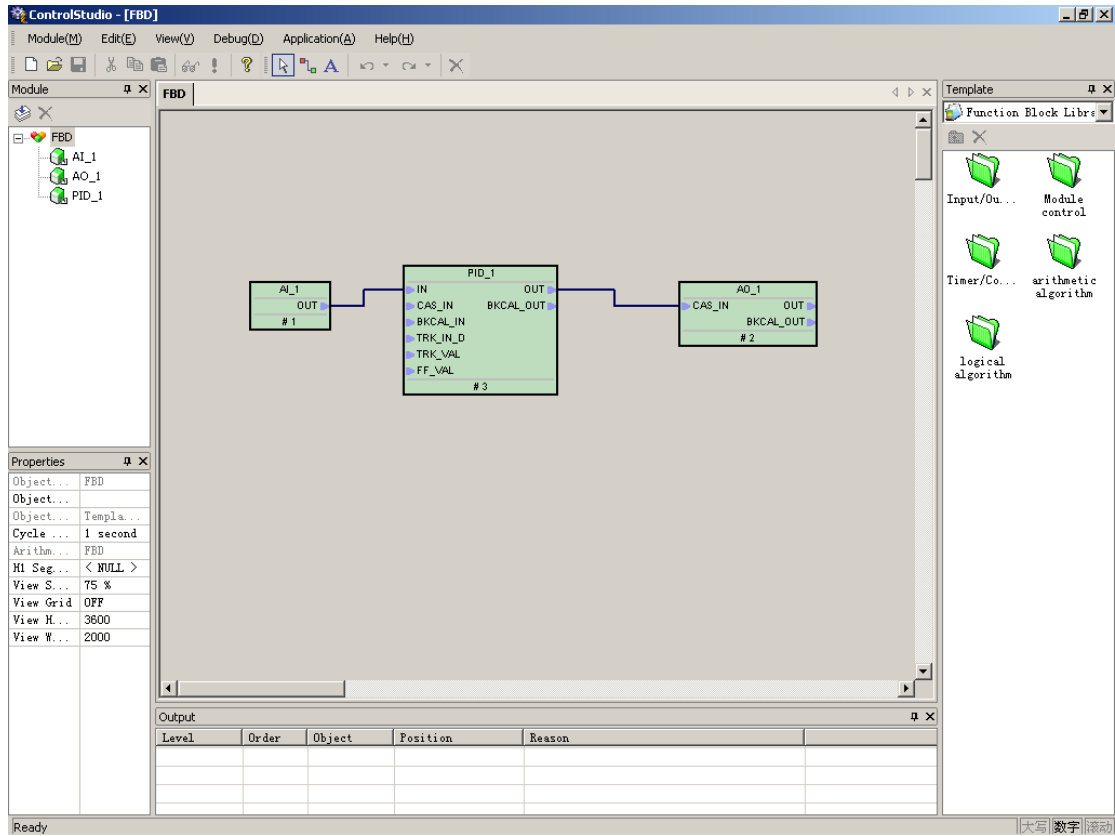 ControlStudio - [FBD]
Module(M) Edit(E) View(V) Debug(D) Application(A) Help(H)
Module
FBD
AI_1
AO_1
PID_1
FBD
AI_1
OUT
# 1
PID_1
IN OUT
CAS_IN BKCAL_OUT
BKCAL_IN
TRK_IN_D
TRK_VAL
FF_VAL
# 3
AO_1
CAS_IN OUT
BKCAL_OUT
# 2
Template
Function Block Libra
Input/Ou... Module control
Timer/Co... arithmetic algorithm
logical algorithm
Properties
Object... FBD
Object...
Object... Templa...
Cycle ... 1 second
Arithm... FBD
H1 Seg... < NULL >
View S... 75 %
View Grid OFF
View H... 3600
View W... 2000
Output
Level Order Object Position Reason
Ready
大写 数字 滚动